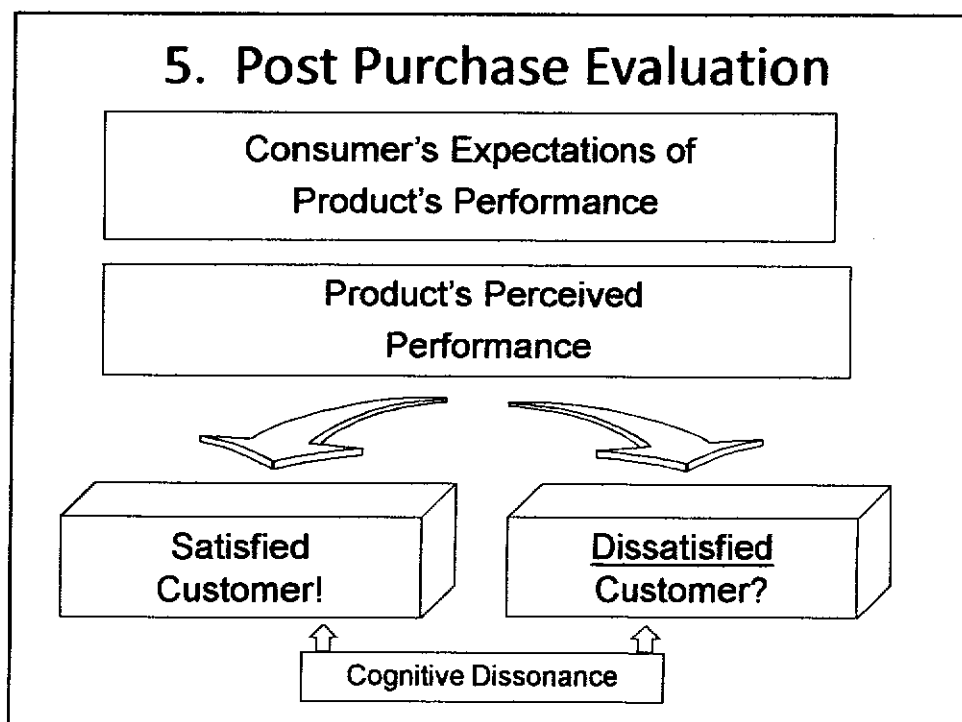 5. Post Purchase Evaluation
Consumer's Expectations of
Product's Performance
Product's Perceived
Performance
Satisfied
Customer!
Dissatisfied
Customer?
Cognitive Dissonance